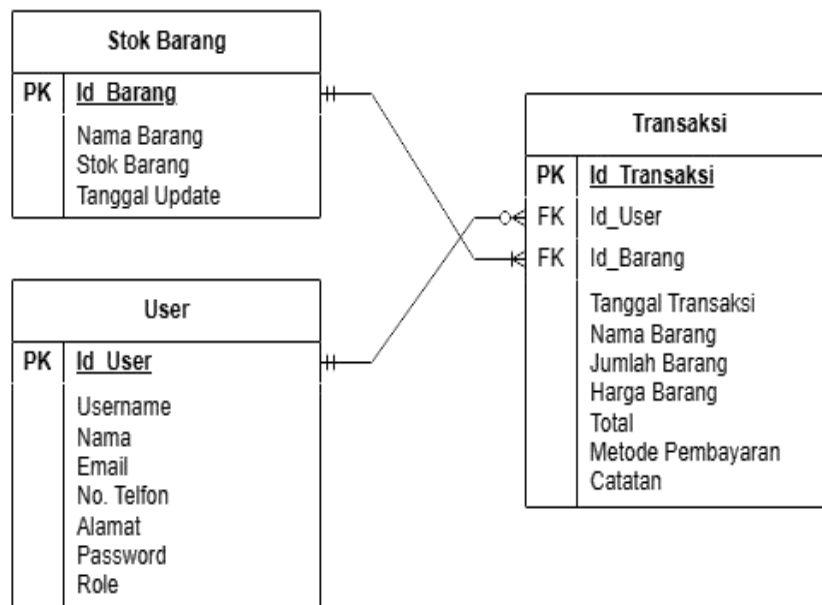 Stok Barang
PK Id_Barang
Nama Barang
Stok Barang
Tanggal Update
User
PK Id_User
Username
Nama
Email
No. Telfon
Alamat
Password
Role
Transaksi
PK Id_Transaksi
FK Id_User
FK Id_Barang
Tanggal Transaksi
Nama Barang
Jumlah Barang
Harga Barang
Total
Metode Pembayaran
Catatan